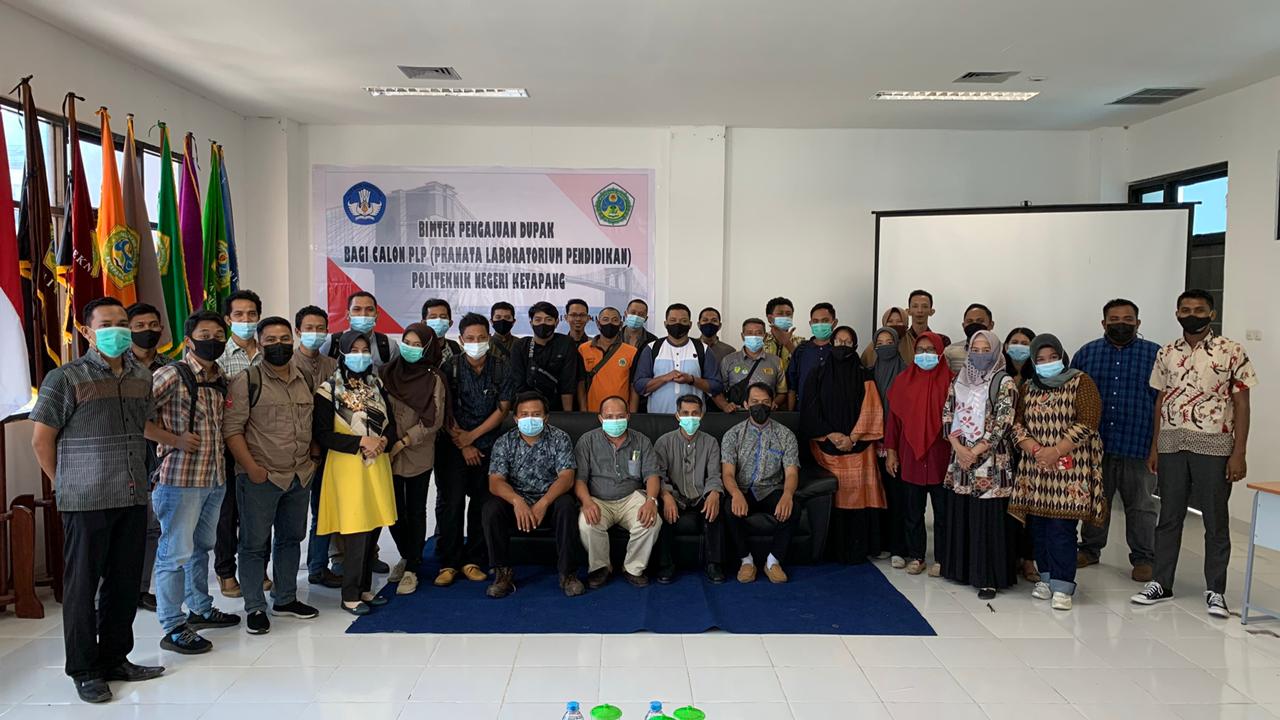 BIMTEK PENGAJUAN DUPAK
BAGI CALON PLP (PRANATA LABORATORIUM PENDIDIKAN)
POLITEKNIK NEGERI KETAPANG